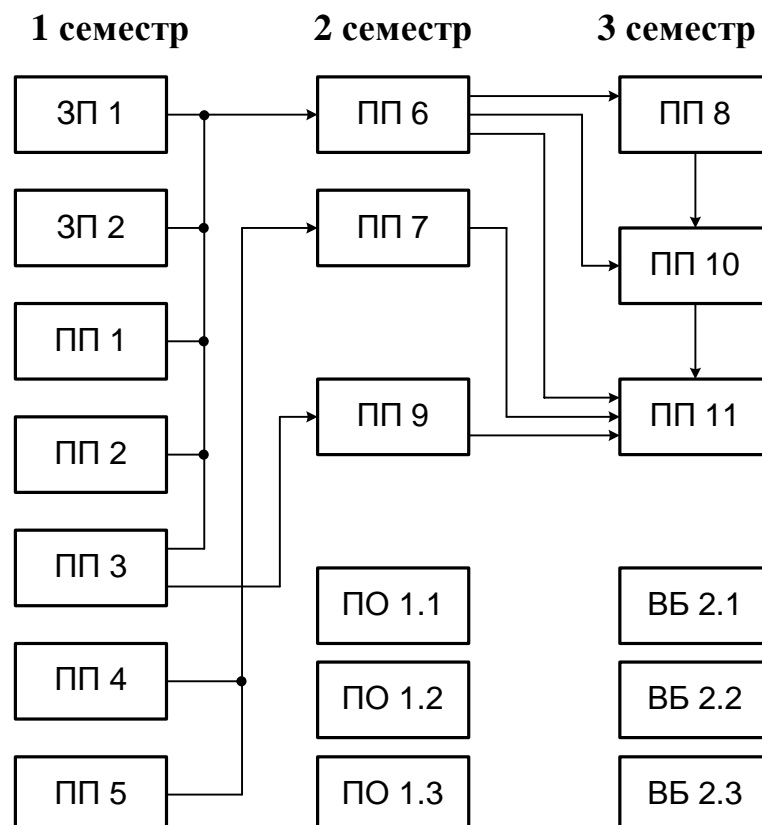 1 семестр
2 семестр
3 семестр
ЗП 1
ПП 6
ПП 8
ЗП 2
ПП 7
ПП 10
ПП 1
ПП 2
ПП 9
ПП 11
ПП 3
ПО 1.1
ВБ 2.1
ПП 4
ПО 1.2
ВБ 2.2
ПП 5
ПО 1.3
ВБ 2.3